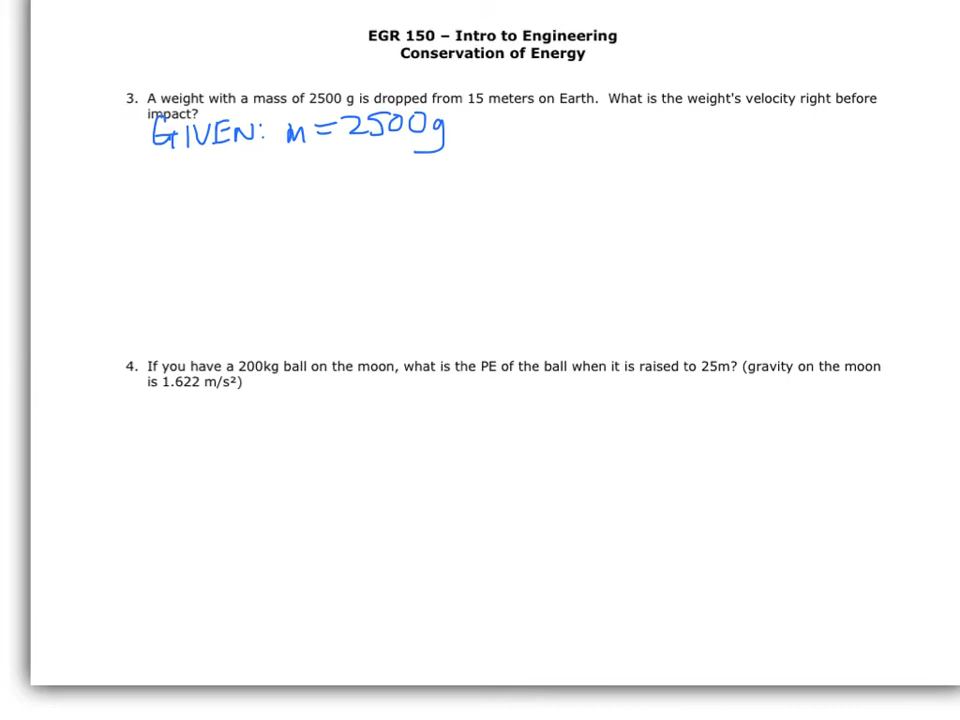 EGR 150 – Intro to Engineering
Conservation of Energy
3. A weight with a mass of 2500 g is dropped from 15 meters on Earth. What is the weight's velocity right before
impact?
GIVEN: m = 2500g
4. If you have a 200kg ball on the moon, what is the PE of the ball when it is raised to 25m? (gravity on the moon
is 1.622 m/s²)